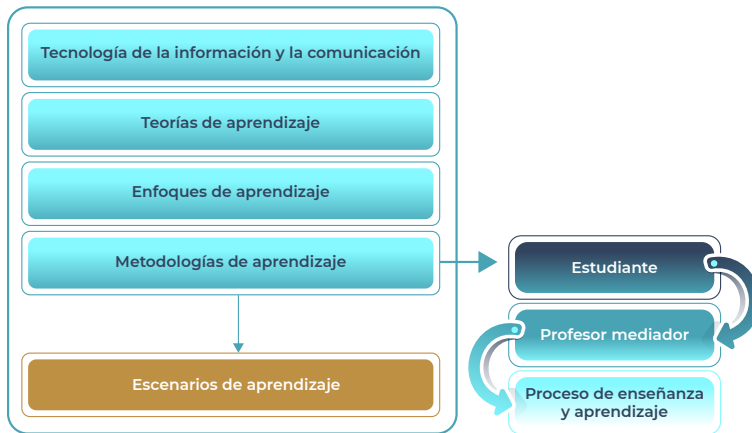 Tecnología de la información y la comunicación
Teorías de aprendizaje
Enfoques de aprendizaje
Metodologías de aprendizaje
Escenarios de aprendizaje
Estudiante
Profesor mediador
Proceso de enseñanza
y aprendizaje